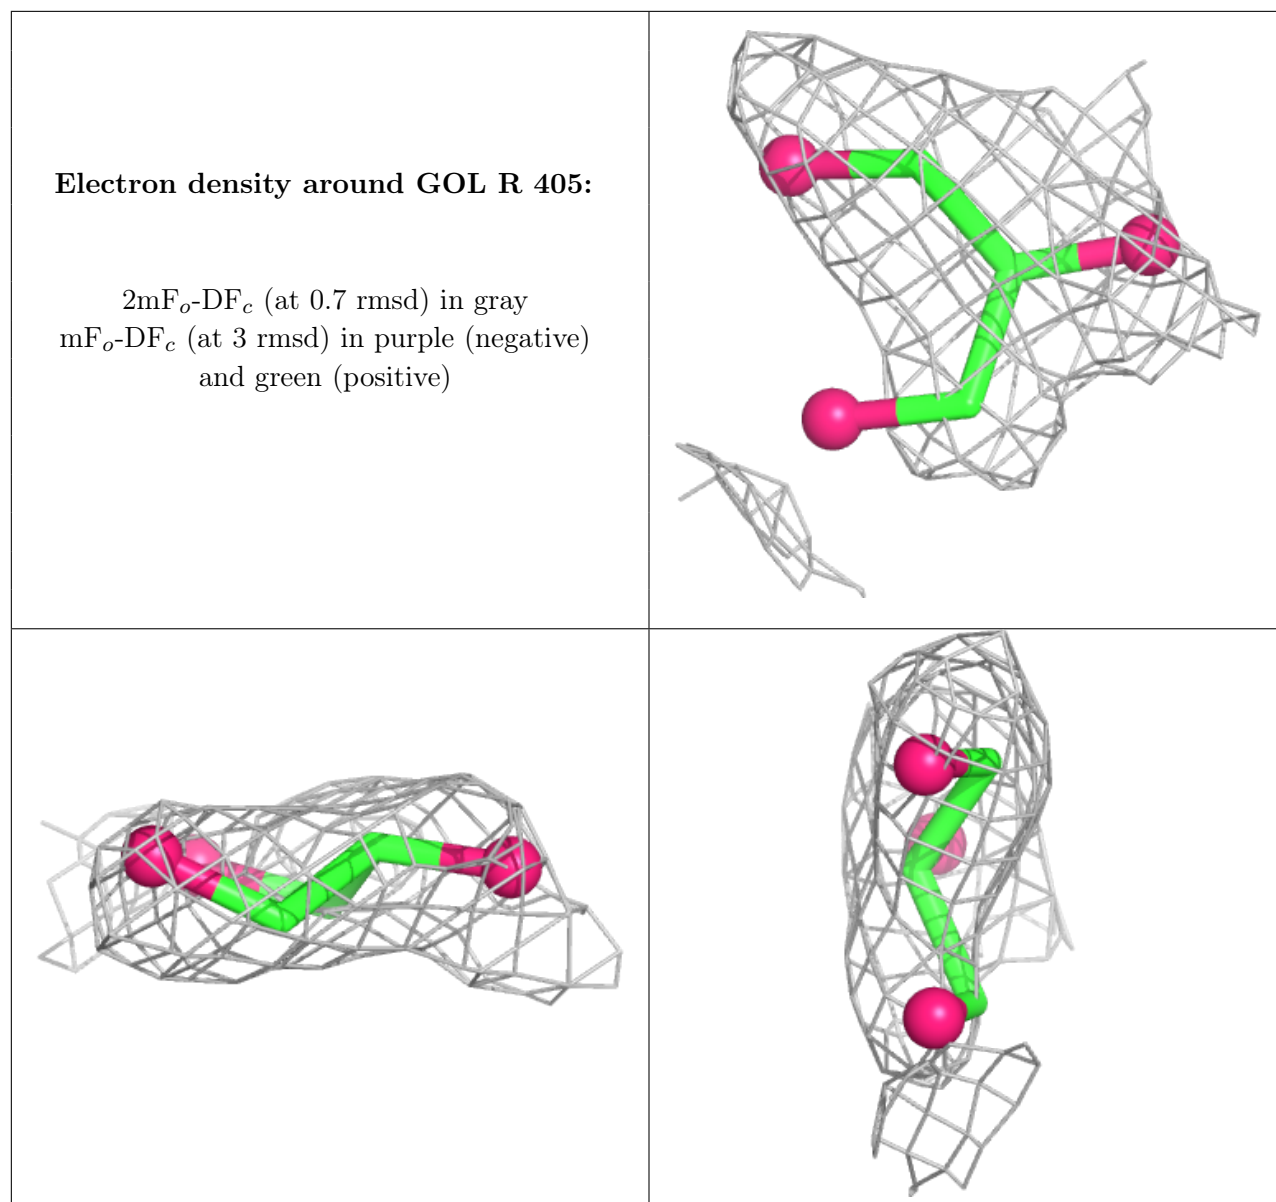 Electron density around GOL R 405:
2mFo-DFc (at 0.7 rmsd) in gray
mFo-DFc (at 3 rmsd) in purple (negative)
and green (positive)